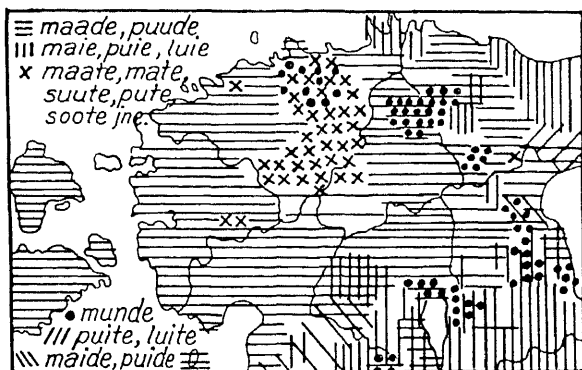 maade, puude
maie, puie, luie
maate, mate,
suute, pute
soote jne.
munde
puite, luite
maide, puide